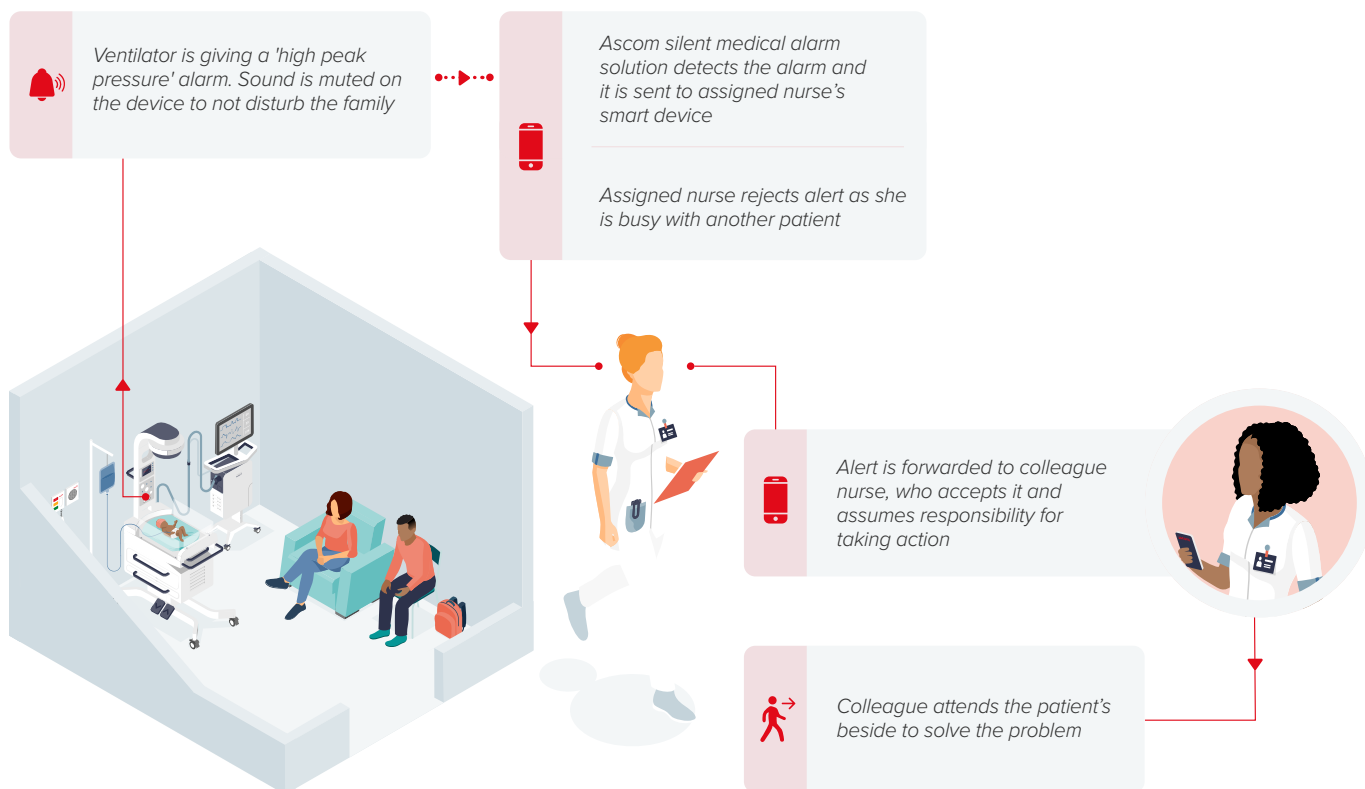 Ventilator is giving a 'high peak
pressure' alarm. Sound is muted on
the device to not disturb the family
Ascom silent medical alarm
solution detects the alarm and
it is sent to assigned nurse’s
smart device
Assigned nurse rejects alert as she
is busy with another patient
Alert is forwarded to colleague
nurse, who accepts it and
assumes responsibility for
taking action
Colleague attends the patient’s
beside to solve the problem